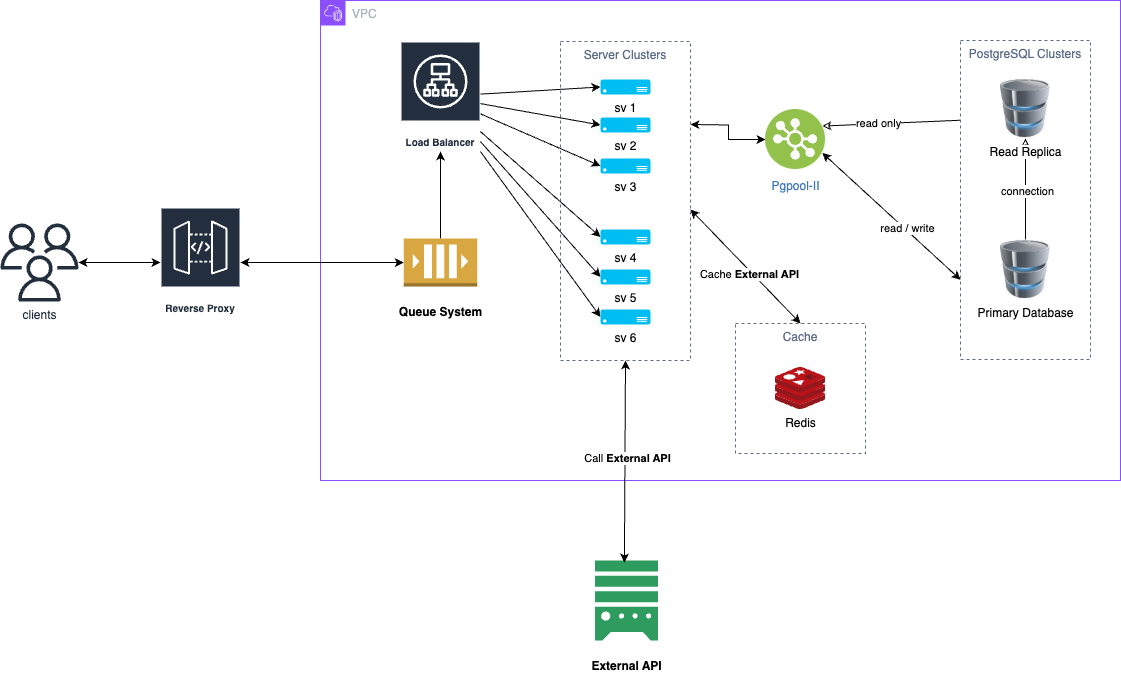 VPC
Server Clusters
PostgreSQL Clusters
sv 1
sv 2
sv 3
sv 4
sv 5
sv 6
Load Balancer
read only
Read Replica
Pgpool-II
connection
read / write
</>
clients
Reverse Proxy
Queue System
Cache External API
Primary Database
Cache
Redis
Call External API
External API